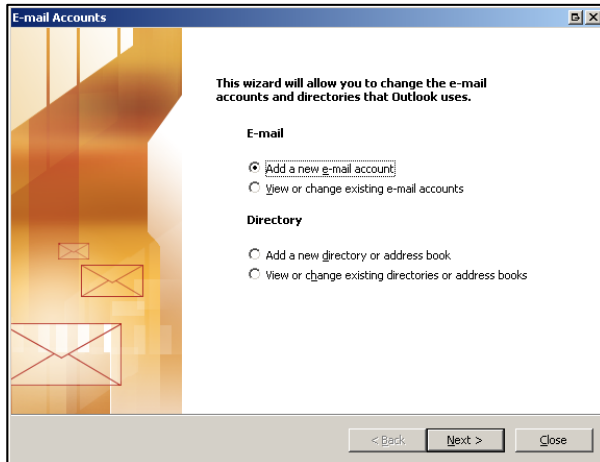 E-mail Accounts
This wizard will allow you to change the e-mail
accounts and directories that Outlook uses.
E-mail
Add a new e-mail account
View or change existing e-mail accounts
Directory
Add a new directory or address book
View or change existing directories or address books
< Back Next > Close